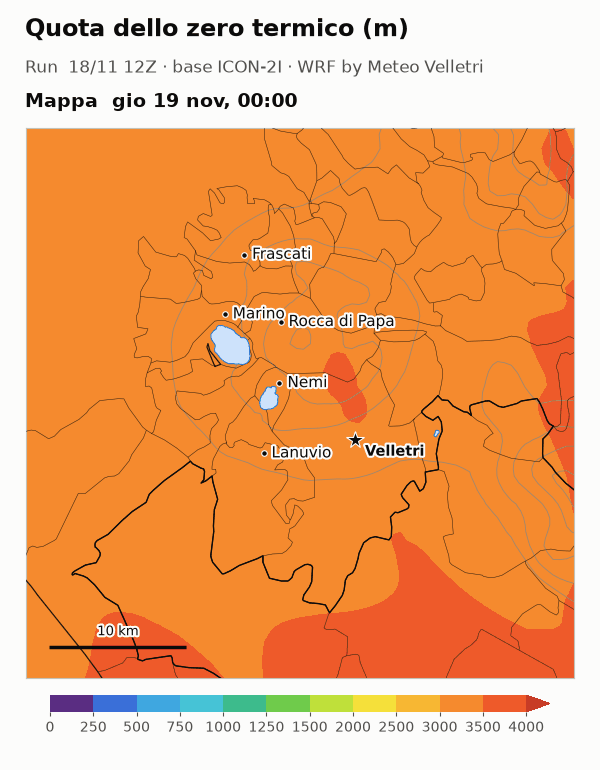 Quota dello zero termico (m)
Run  18/11 12Z · base ICON-2I · WRF by Meteo Velletri
Mappa  gio 19 nov, 00:00
Frascati
Marino
Rocca di Papa
Nemi
Velletri
Lanuvio
10 km
0 250 500 750 1000 1250 1500 2000 2500 3000 3500 4000